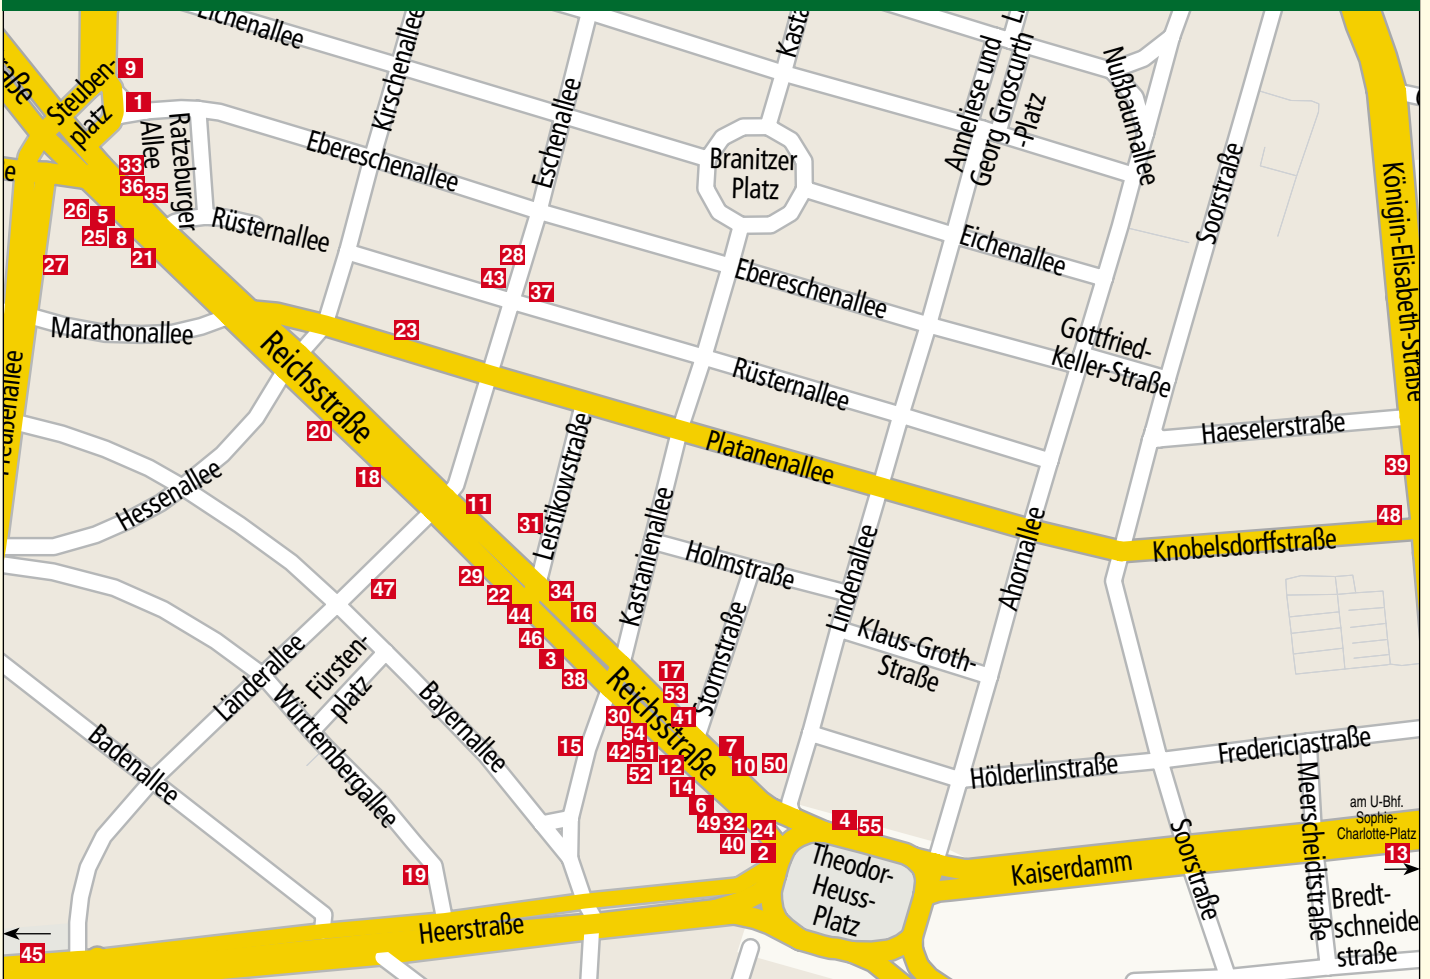 Eichenallee
Kirschenallee
Eschenallee
Anneliese und
Georg Groscurth
-Platz
Nußbaumallee
Soorstraße
Königin-Elisabeth-Straße
9
Steuben-
platz
1
Ratzeburger
Allee
Ebereschenallee
Branitzer
Platz
33
36
35
26
5
25
8
21
27
Rüsternallee
28
43
37
Eichenallee
Ebereschenallee
Gottfried-
Keller-Straße
Marathonallee
23
Reichsstraße
Rüsternallee
20
Haeselerstraße
39
Platanenallee
18
Hessenallee
11
31
Leistikowstraße
Kastanienallee
Lindenallee
Ahornallee
48
Knobelsdorffstraße
Holmstraße
29
22
34
16
44
47
46
3
38
Klaus-Groth-
Straße
Stormstraße
Länderallee
Fürsten-
platz
Württembergallee
Bayernallee
Badenallee
17
53
41
30
Reichsstraße
54
42
51
52
12
15
7
10
50
14
6
49
32
24
40
2
4
55
Hölderlinstraße
Fredericiastraße
Meerscheidtstraße
Soorstraße
am U-Bhf.
Sophie-
Charlotte-Platz
13
Theodor-
Heuss-
Platz
Kaiserdamm
Bredt-
schneider
straße
19
Heerstraße
45